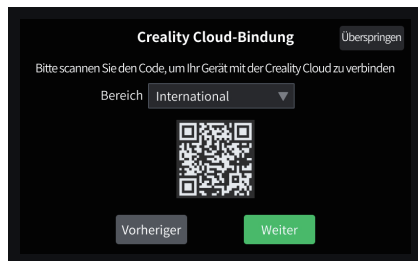 Creality Cloud-Bindung
Überspringen
Bitte scannen Sie den Code, um Ihr Gerät mit der Creality Cloud zu verbinden
Bereich International
Vorheriger Weiter